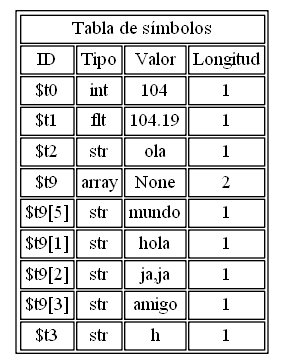 Tabla de símbolos
ID Tipo Valor Longitud
$t0 int 104 1
$t1 flt 104.19 1
$t2 str ola 1
$t9 array None 2
$t9[5] str mundo 1
$t9[1] str hola 1
$t9[2] str ja,ja 1
$t9[3] str amigo 1
$t3 str h 1